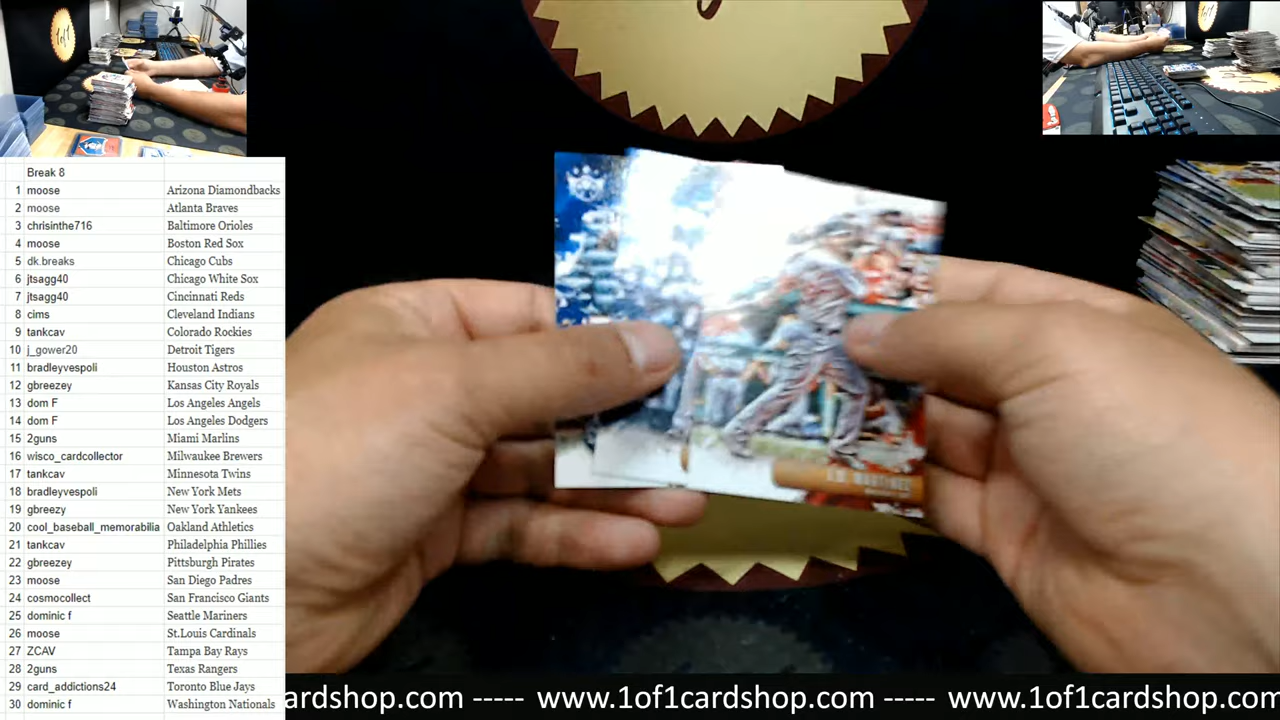 1of1
Break 8
1 moose Arizona Diamondbacks
2 moose Atlanta Braves
3 chrisinthe716 Baltimore Orioles
4 moose Boston Red Sox
5 dk.breaks Chicago Cubs
6 jtsagg40 Chicago White Sox
7 jtsagg40 Cincinnati Reds
8 cims Cleveland Indians
9 tankcav Colorado Rockies
10 j_gower20 Detroit Tigers
11 bradleyvespoli Houston Astros
12 gbreezey Kansas City Royals
13 dom F Los Angeles Angels
14 dom F Los Angeles Dodgers
15 2guns Miami Marlins
16 wisco_cardcollector Milwaukee Brewers
17 tankcav Minnesota Twins
18 bradleyvespoli New York Mets
19 gbreezy New York Yankees
20 cool_baseball_memorabilia Oakland Athletics
21 tankcav Philadelphia Phillies
22 gbreezey Pittsburgh Pirates
23 moose San Diego Padres
24 cosmocollect San Francisco Giants
25 dominic f Seattle Mariners
26 moose St.Louis Cardinals
27 ZCAV Tampa Bay Rays
28 2guns Texas Rangers
29 card_addictions24 Toronto Blue Jays
30 dominic f Washington Nationals
J.D. MARTINEZ
cardshop.com ----- www.1of1cardshop.com ----- www.1of1cardshop.com